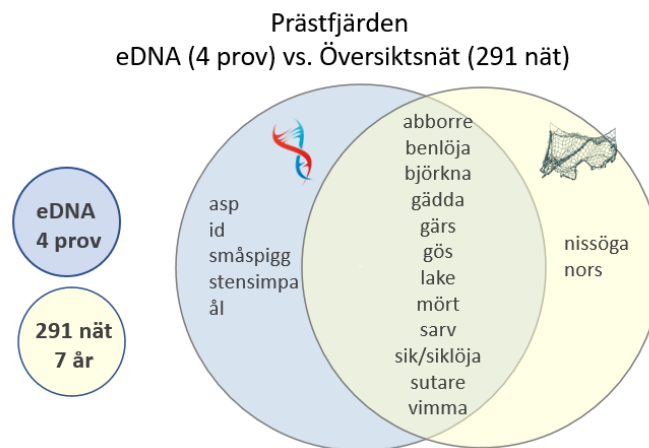 Prästfjärden
eDNA (4 prov) vs. Översiktsnät (291 nät)
eDNA
4 prov
291 nät
7 år
asp
id
småspigg
stensimpa
ål
abborre
benlöja
björkna
gädda
gärs
gös
lake
mört
sarv
sik/siklöja
sutare
vimma
nissöga
nors